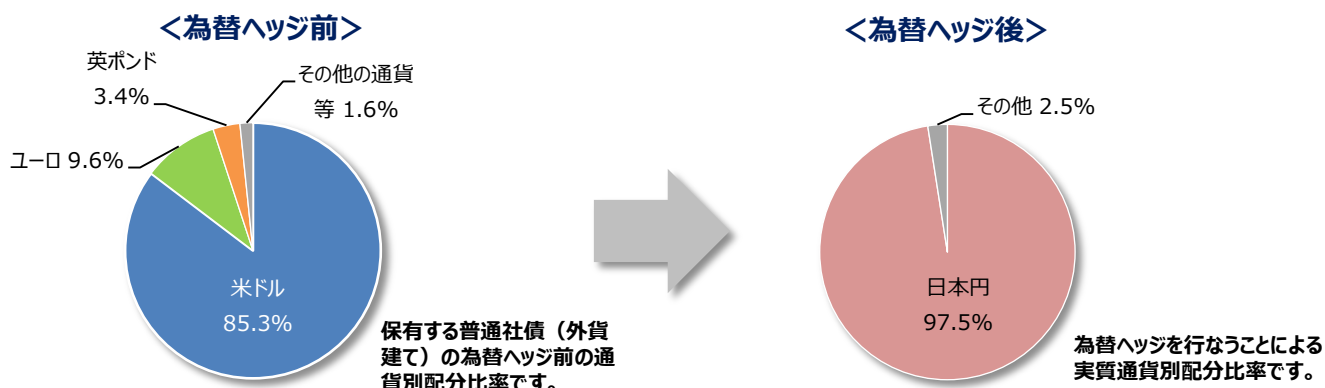 ＜為替ヘッジ前＞
英ポンド
3.4%
その他の通貨
等 1.6%
ユーロ 9.6%
米ドル
85.3%
保有する普通社債（外貨
建て）の為替ヘッジ前の通
貨別配分比率です。
＜為替ヘッジ後＞
その他 2.5%
日本円
97.5%
為替ヘッジを行なうことによる
実質通貨別配分比率です。